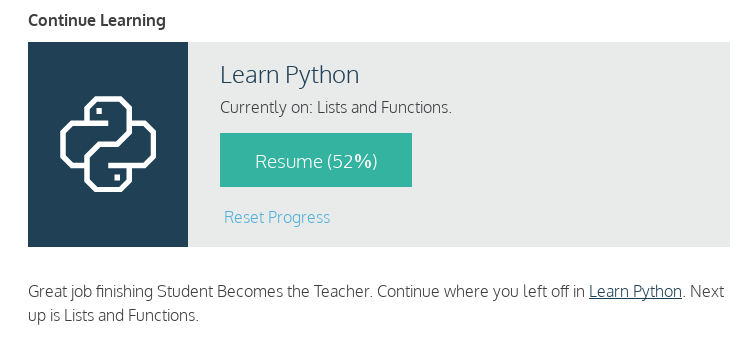 Continue Learning
Learn Python
Currently on: Lists and Functions.
Resume (52%)
Reset Progress
Great job finishing Student Becomes the Teacher. Continue where you left off in Learn Python. Next
up is Lists and Functions.